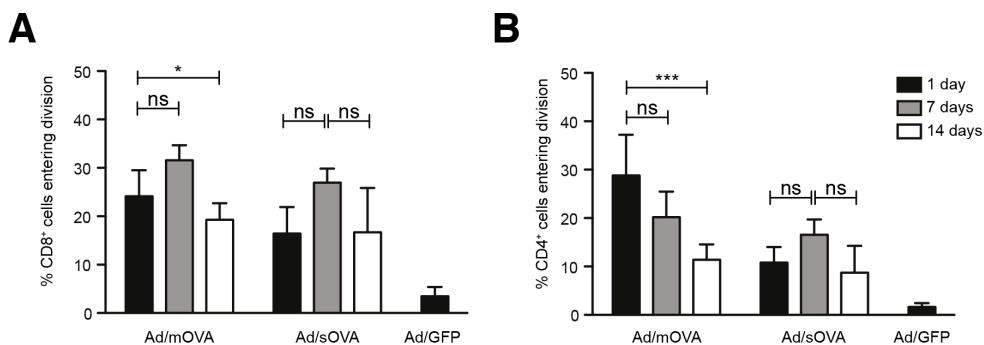 A
% CD8⁺ cells entering division
50
40
30
20
10
0
*
ns
ns
ns
Ad/mOVA
Ad/sOVA
Ad/GFP
B
% CD4⁺ cells entering division
50
40
30
20
10
0
***
ns
ns
ns
1 day
7 days
14 days
Ad/mOVA
Ad/sOVA
Ad/GFP